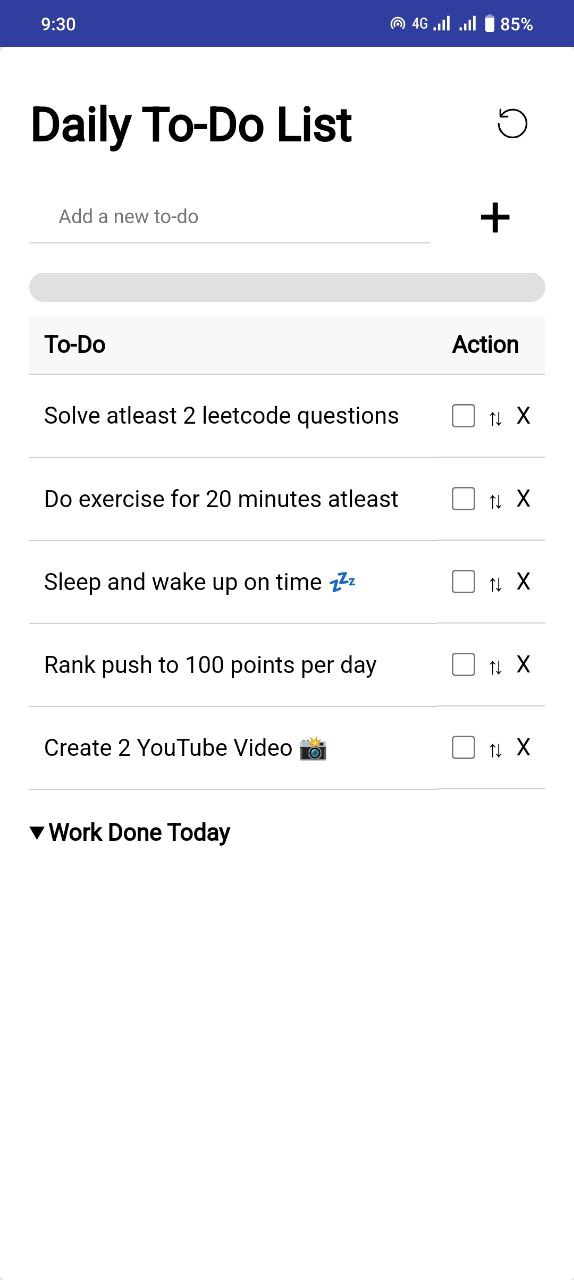 9:30 4G 85%
Daily To-Do List
Add a new to-do
To-Do Action
Solve atleast 2 leetcode questions X
Do exercise for 20 minutes atleast X
Sleep and wake up on time 💤 X
Rank push to 100 points per day X
Create 2 YouTube Video 📸 X
Work Done Today